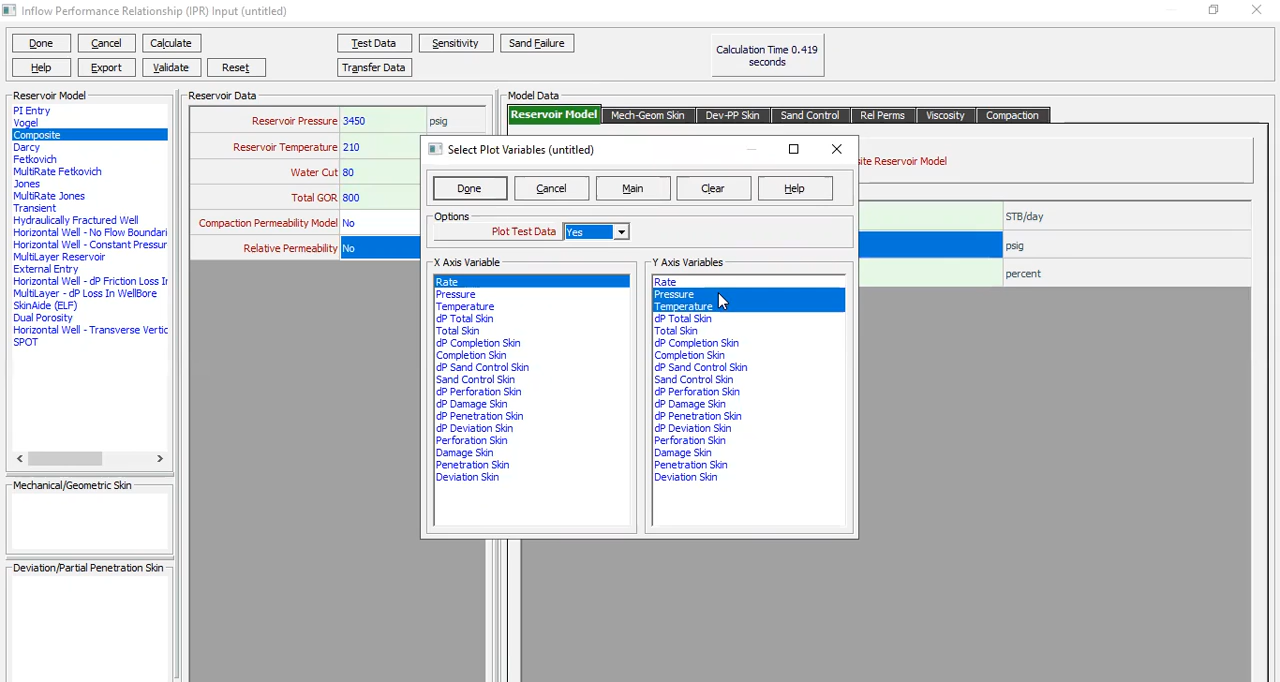 Inflow Performance Relationship (IPR) Input (untitled)
Done Cancel Calculate Test Data Sensitivity Sand Failure
Help Export Validate Reset Transfer Data
Calculation Time 0.419
seconds
Reservoir Model
PI Entry
Vogel
Composite
Darcy
Fetkovich
MultiRate Fetkovich
Jones
MultiRate Jones
Transient
Hydraulically Fractured Well
Horizontal Well - No Flow Boundari
Horizontal Well - Constant Pressur
MultiLayer Reservoir
External Entry
Horizontal Well - dP Friction Loss Ir
MultiLayer - dP Loss In WellBore
SkinAide (ELF)
Dual Porosity
Horizontal Well - Transverse Vertic
SPOT
Mechanical/Geometric Skin
Deviation/Partial Penetration Skin
Reservoir Data
Reservoir Pressure 3450 psig
Reservoir Temperature 210
Water Cut 80
Total GOR 800
Compaction Permeability Model No
Relative Permeability No
Model Data
Reservoir Model Mech-Geom Skin Dev-PP Skin Sand Control Rel Perms Viscosity Compaction
site Reservoir Model
STB/day
psig
percent
Select Plot Variables (untitled)
Done Cancel Main Clear Help
Options
Plot Test Data Yes
X Axis Variable
Rate
Pressure
Temperature
dP Total Skin
Total Skin
dP Completion Skin
Completion Skin
dP Sand Control Skin
Sand Control Skin
dP Perforation Skin
dP Damage Skin
dP Penetration Skin
dP Deviation Skin
Perforation Skin
Damage Skin
Penetration Skin
Deviation Skin
Y Axis Variables
Rate
Pressure
Temperature
dP Total Skin
Total Skin
dP Completion Skin
Completion Skin
dP Sand Control Skin
Sand Control Skin
dP Perforation Skin
dP Damage Skin
dP Penetration Skin
dP Deviation Skin
Perforation Skin
Damage Skin
Penetration Skin
Deviation Skin